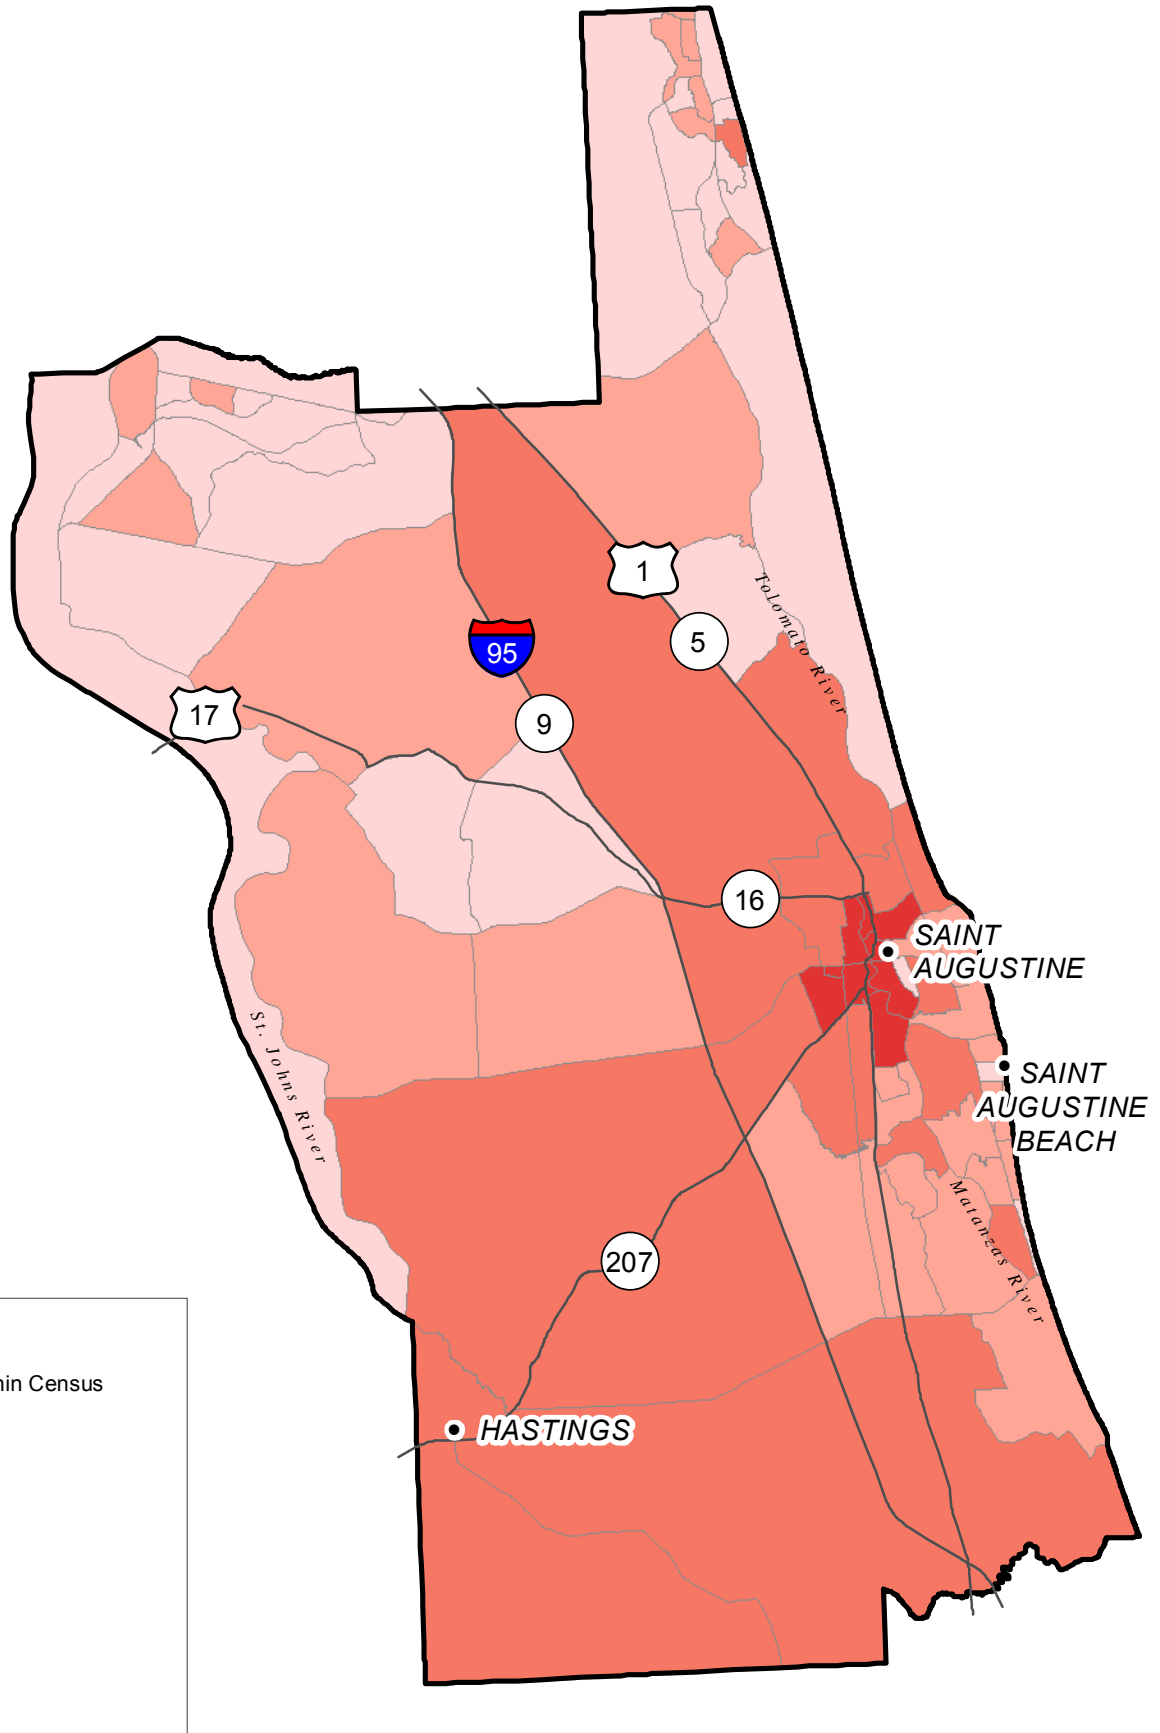 1
Tolomato River
5
95
17
9
16
SAINT
AUGUSTINE
St. Johns River
SAINT
AUGUSTINE
BEACH
Matanzas River
207
Census
HASTINGS